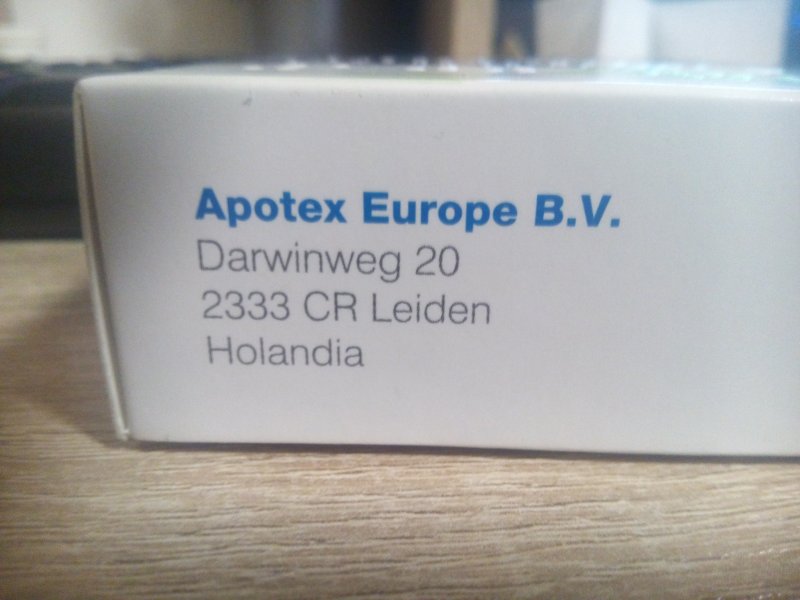 Apotex Europe B.V.
Darwinweg 20
2333 CR Leiden
Holandia